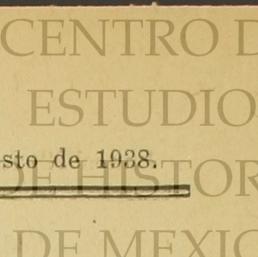 CENTRO D
ESTUDIO
sto de 1938.
DE HISTOR
DE MEXIC